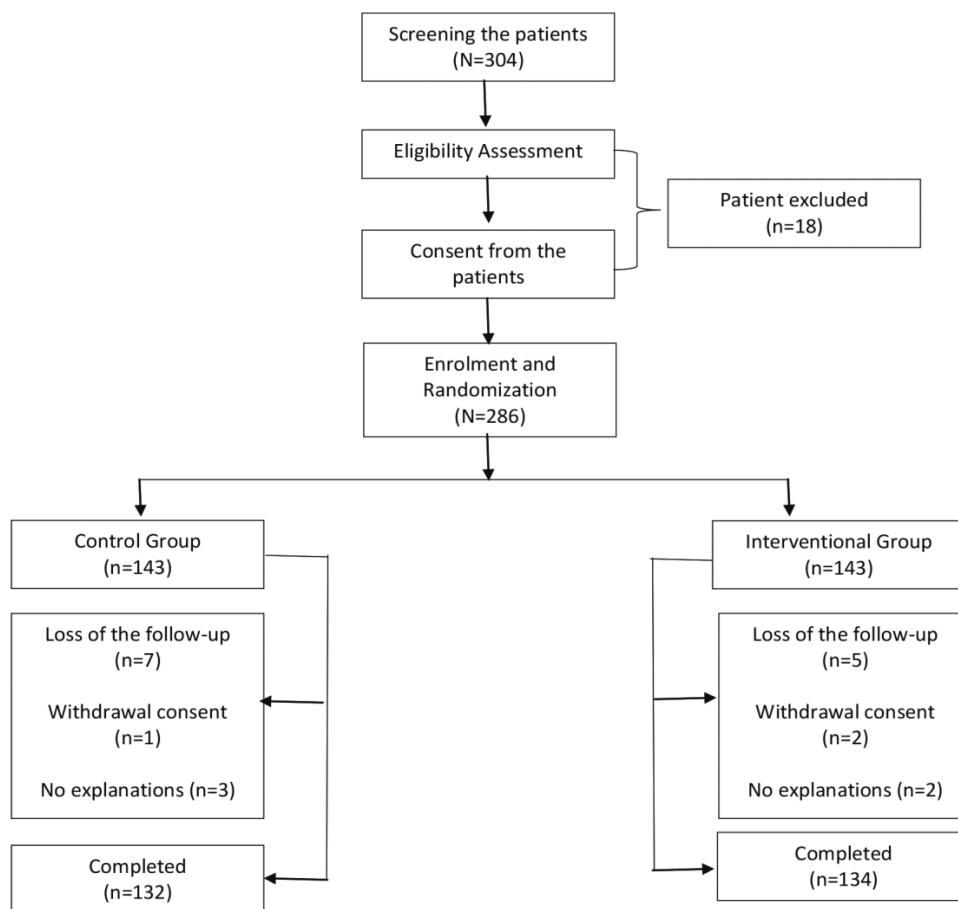 Screening the patients
(N=304)
Eligibility Assessment
Patient excluded
(n=18)
Consent from the
patients
Enrolment and
Randomization
(N=286)
Control Group
(n=143)
Interventional Group
(n=143)
Loss of the follow-up
(n=7)
Withdrawal consent
(n=1)
No explanations (n=3)
Loss of the follow-up
(n=5)
Withdrawal consent
(n=2)
No explanations (n=2)
Completed
(n=132)
Completed
(n=134)